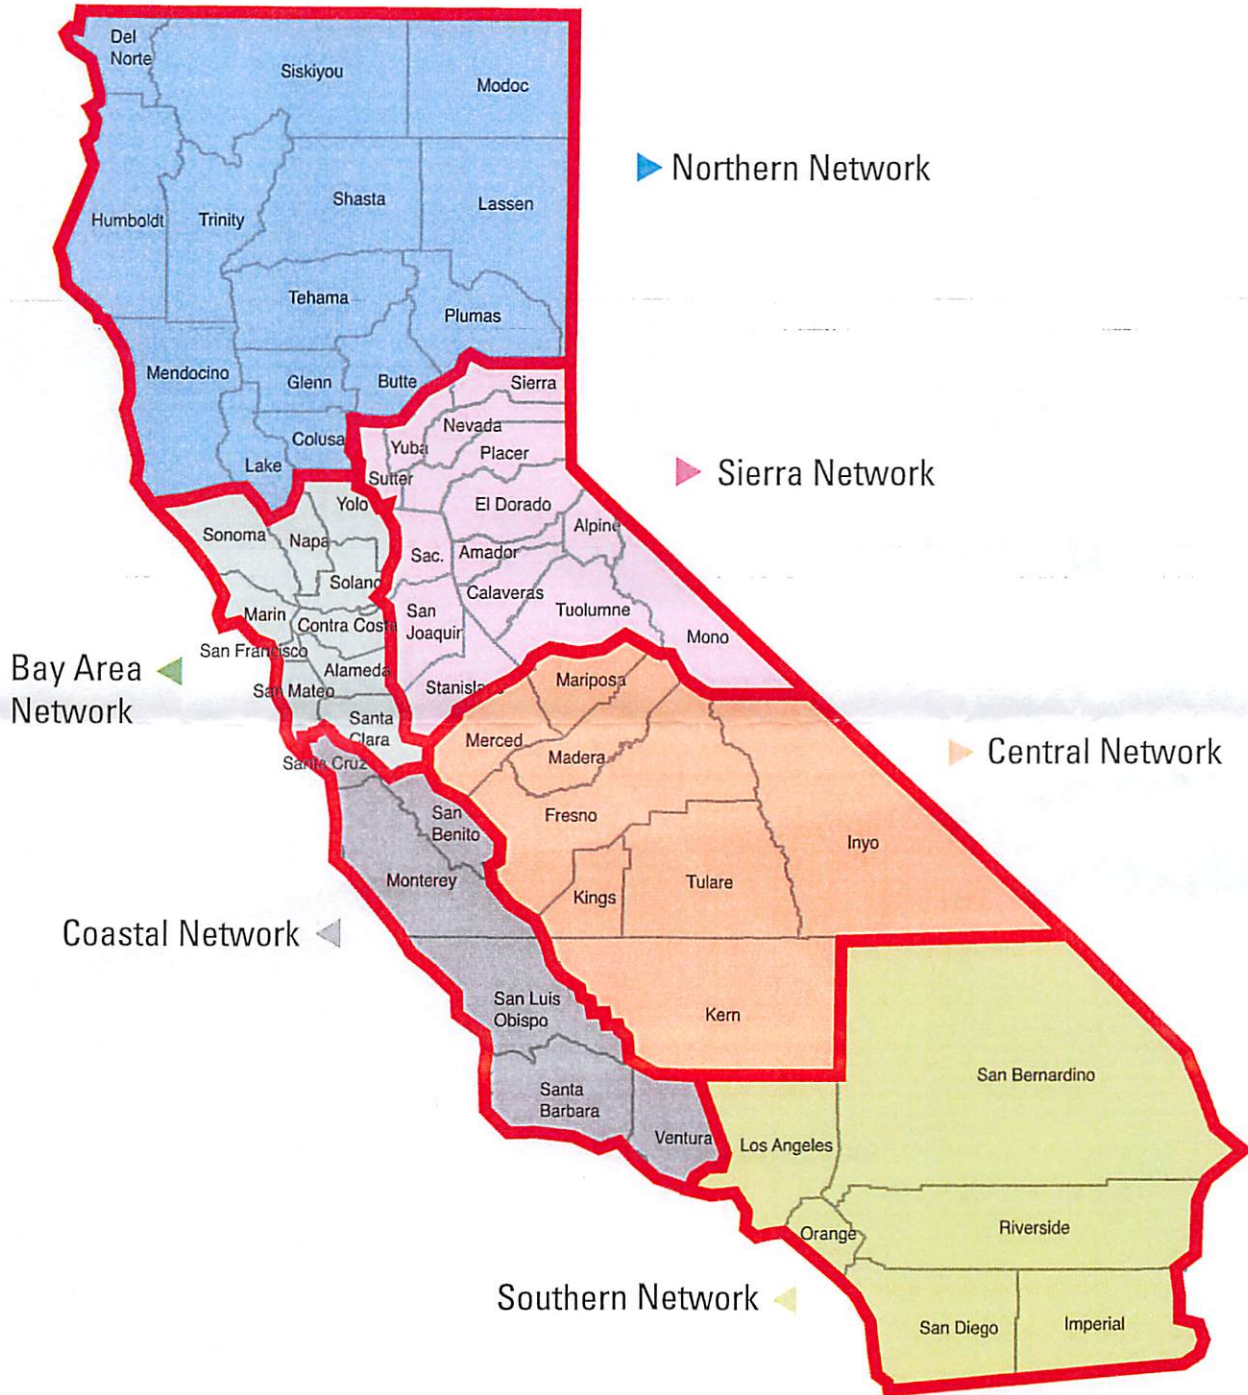 Del
Norte
Siskiyou
Modoc
Northern Network
Shasta
Lassen
Humboldt
Trinity
Tehama
Plumas
Mendocino
Glenn
Butte
Sierra
Colusa
Nevada
Yuba
Placer
Lake
Sutter
Sierra Network
Yolo
El Dorado
Sonoma
Napa
Alpine
Sac.
Amador
Solano
Calaveras
Marin
San
Joaquin
Tuolumne
Contra Costa
Mono
San Francisco
Bay Area
Network
Alameda
Mariposa
San Mateo
Stanislaus
Santa
Clara
Merced
Central Network
Santa Cruz
Madera
San
Benito
Fresno
Inyo
Monterey
Kings
Tulare
Coastal Network
San Luis
Obispo
Kern
San Bernardino
Santa
Barbara
Ventura
Los Angeles
Orange
Riverside
Southern Network
San Diego
Imperial